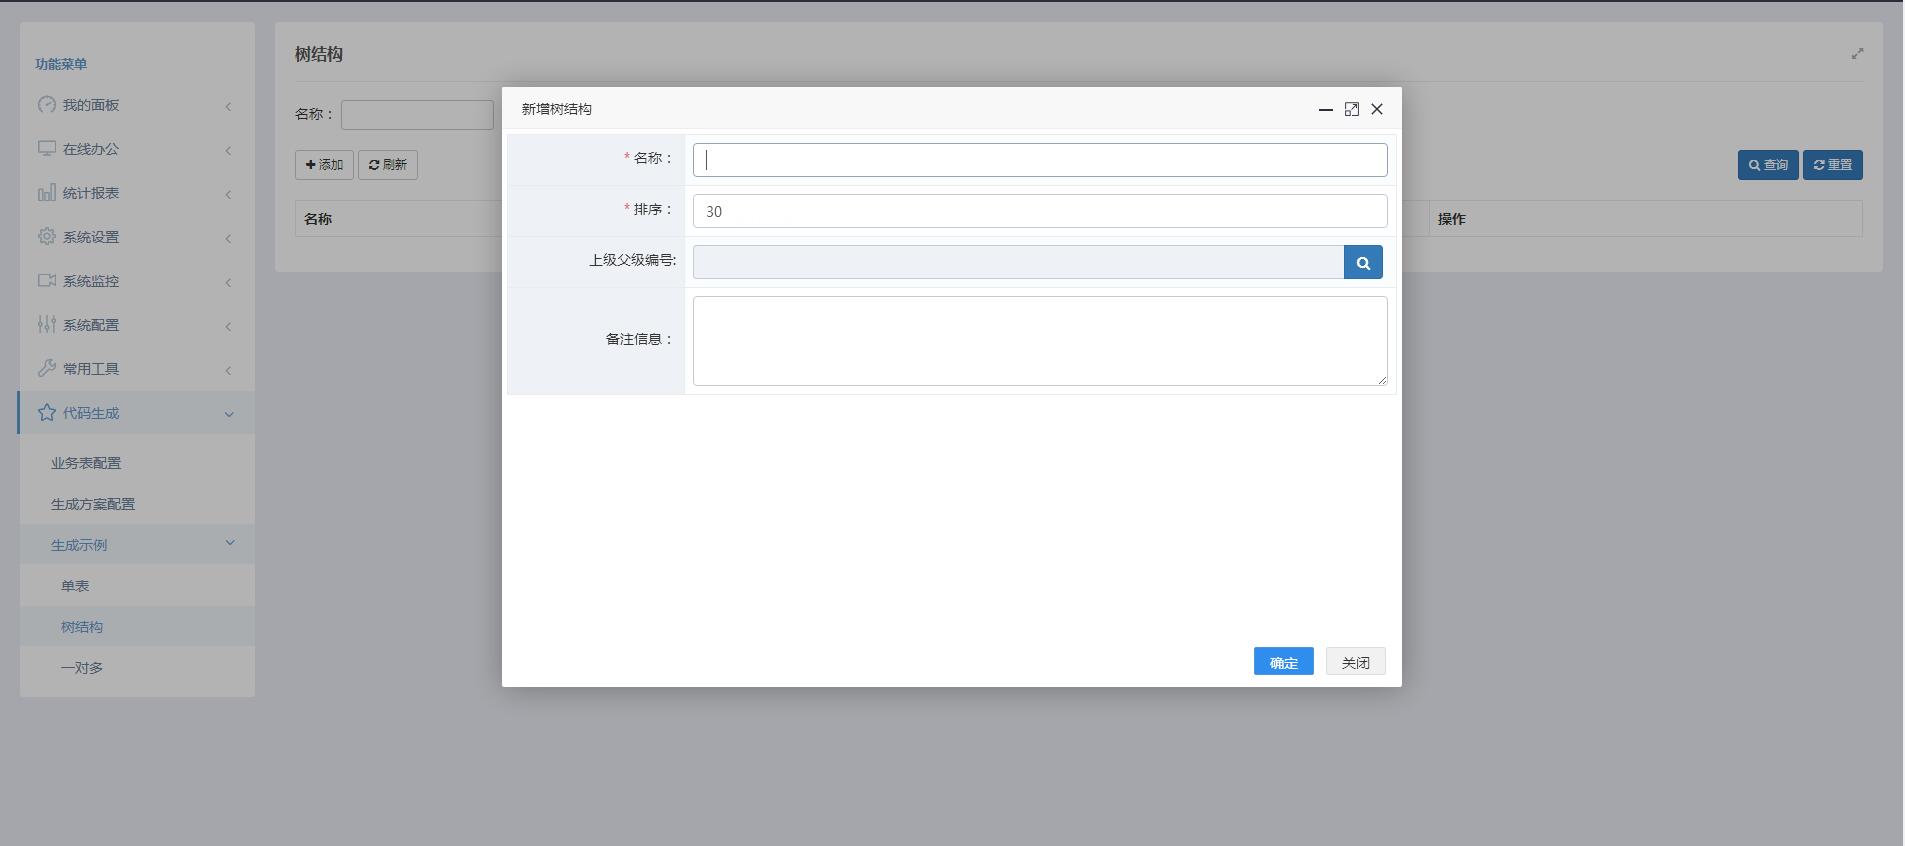 功能菜单
我的面板
在线办公
统计报表
系统设置
系统监控
系统配置
常用工具
代码生成
业务表配置
生成方案配置
生成示例
单表
树结构
一对多
树结构
名称：
添加
刷新
查询
重置
名称
操作
新增树结构
*名称：
*排序：
30
上级父级编号:
备注信息：
确定
关闭